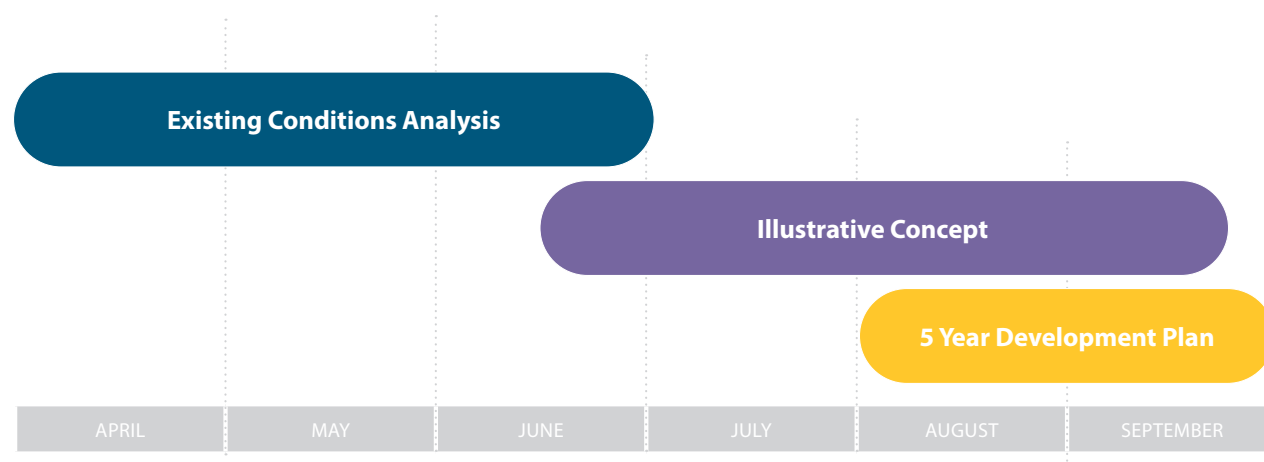 Existing Conditions Analysis
Illustrative Concept
5 Year Development Plan
APRIL MAY JUNE JULY AUGUST SEPTEMBER